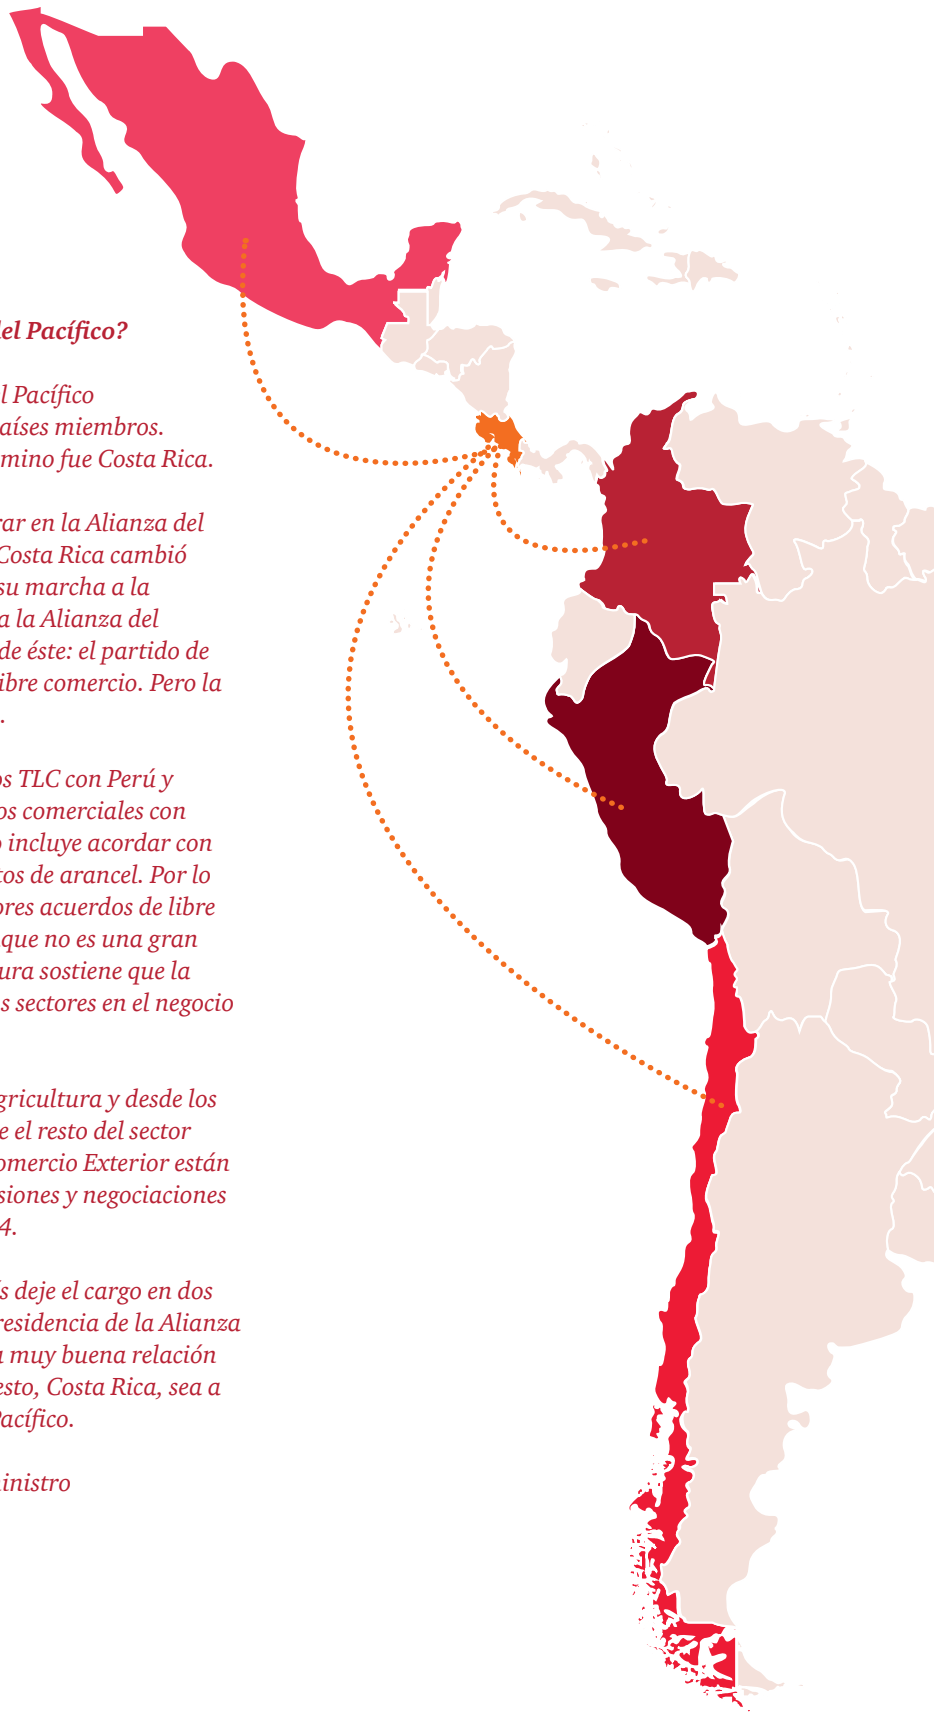 del Pacífico?
l Pacífico
aíses miembros.
mino fue Costa Rica.
rar en la Alianza del
Costa Rica cambió
su marcha a la
a la Alianza del
de éste: el partido de
ibre comercio. Pero la
.
os TLC con Perú y
os comerciales con
o incluye acordar con
tos de arancel. Por lo
ores acuerdos de libre
que no es una gran
ura sostiene que la
s sectores en el negocio
gricultura y desde los
e el resto del sector
omercio Exterior están
siones y negociaciones
4.
s deje el cargo en dos
residencia de la Alianza
a muy buena relación
esto, Costa Rica, sea a
Pacífico.
inistro